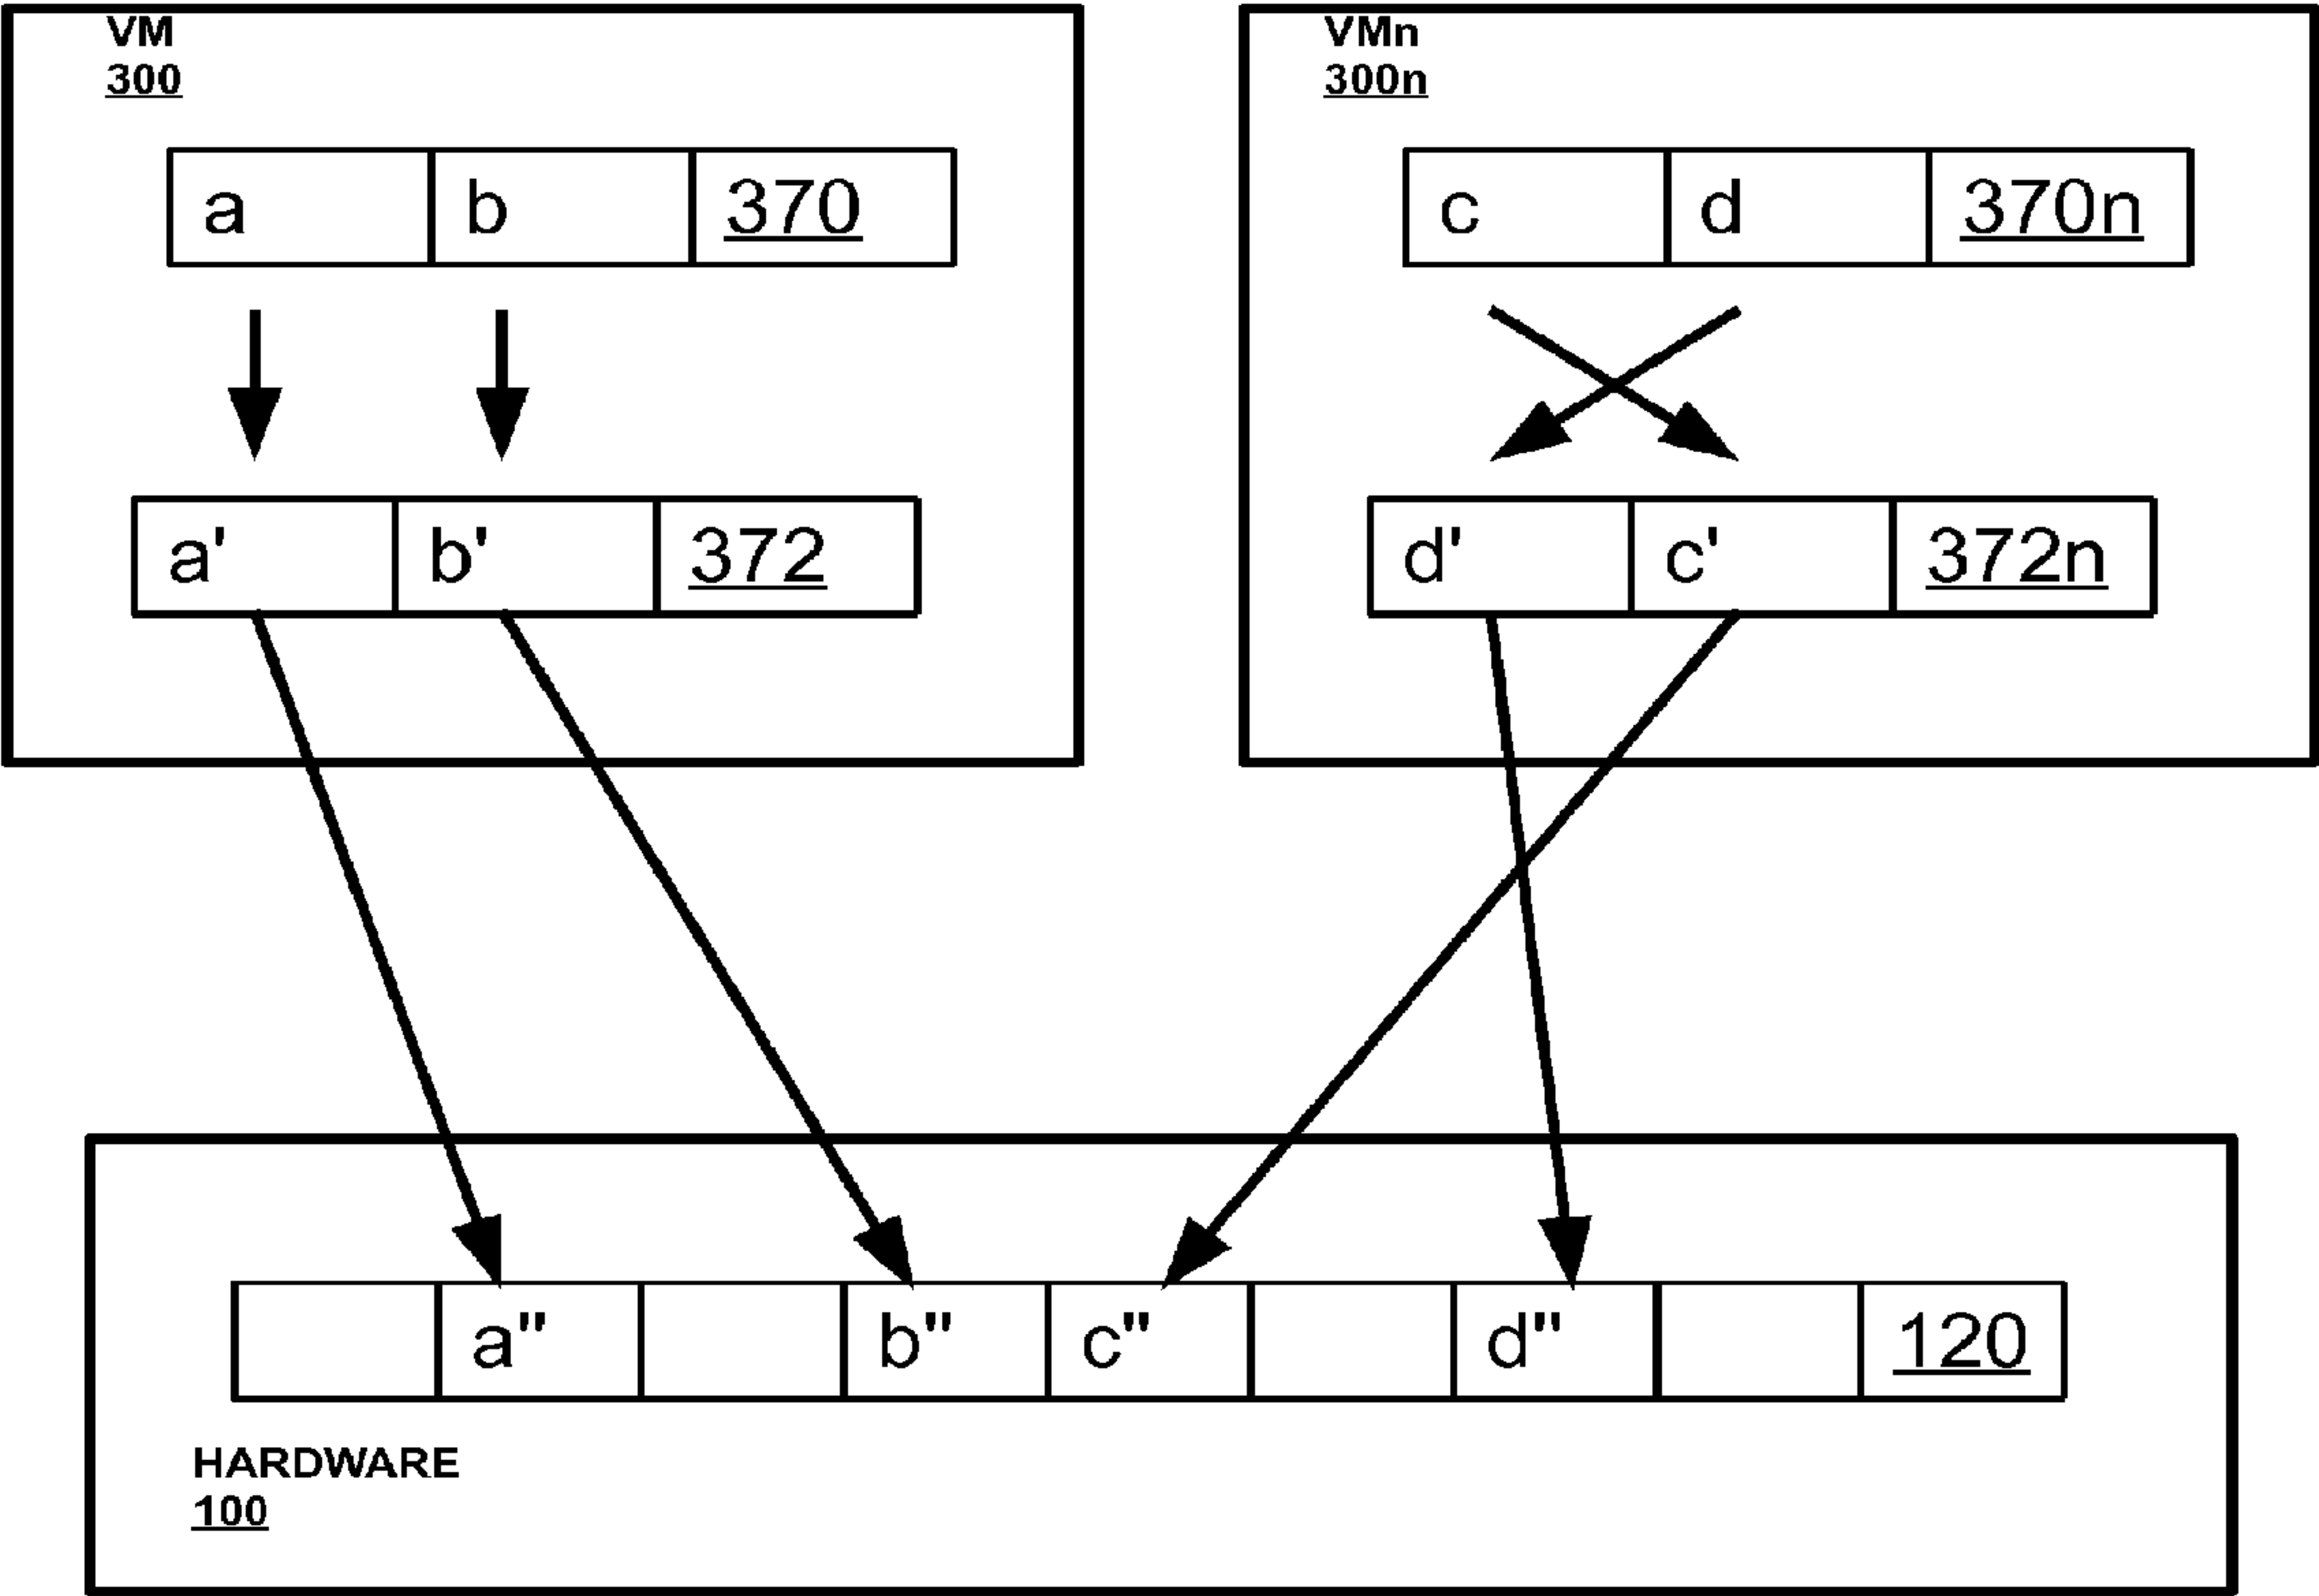 VM
300
a b 370
a' b' 372
VMn
300n
c d 370n
d' c' 372n
a" b" c" d" 120
HARDWARE
100